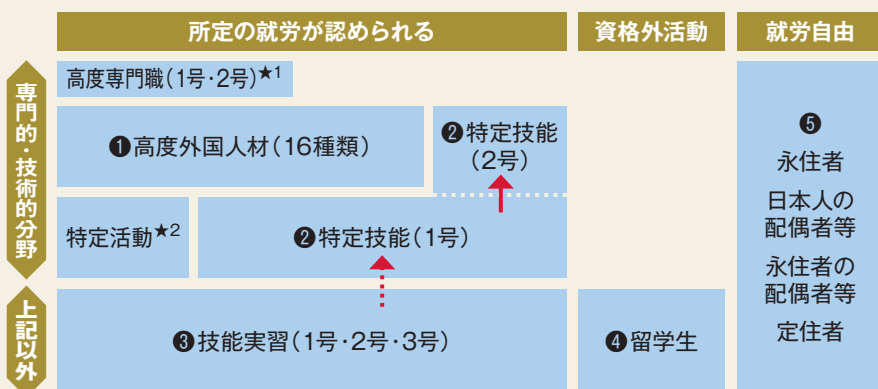 所定の就労が認められる
資格外活動
就労自由
専門的・技術的分野
高度専門職(1号・2号)★1
❶高度外国人材(16種類)
❷特定技能
(2号)
特定活動★2
❷特定技能(1号)
上記以外
❸技能実習(1号・2号・3号)
❹留学生
❺
永住者
日本人の
配偶者等
永住者の
配偶者等
定住者